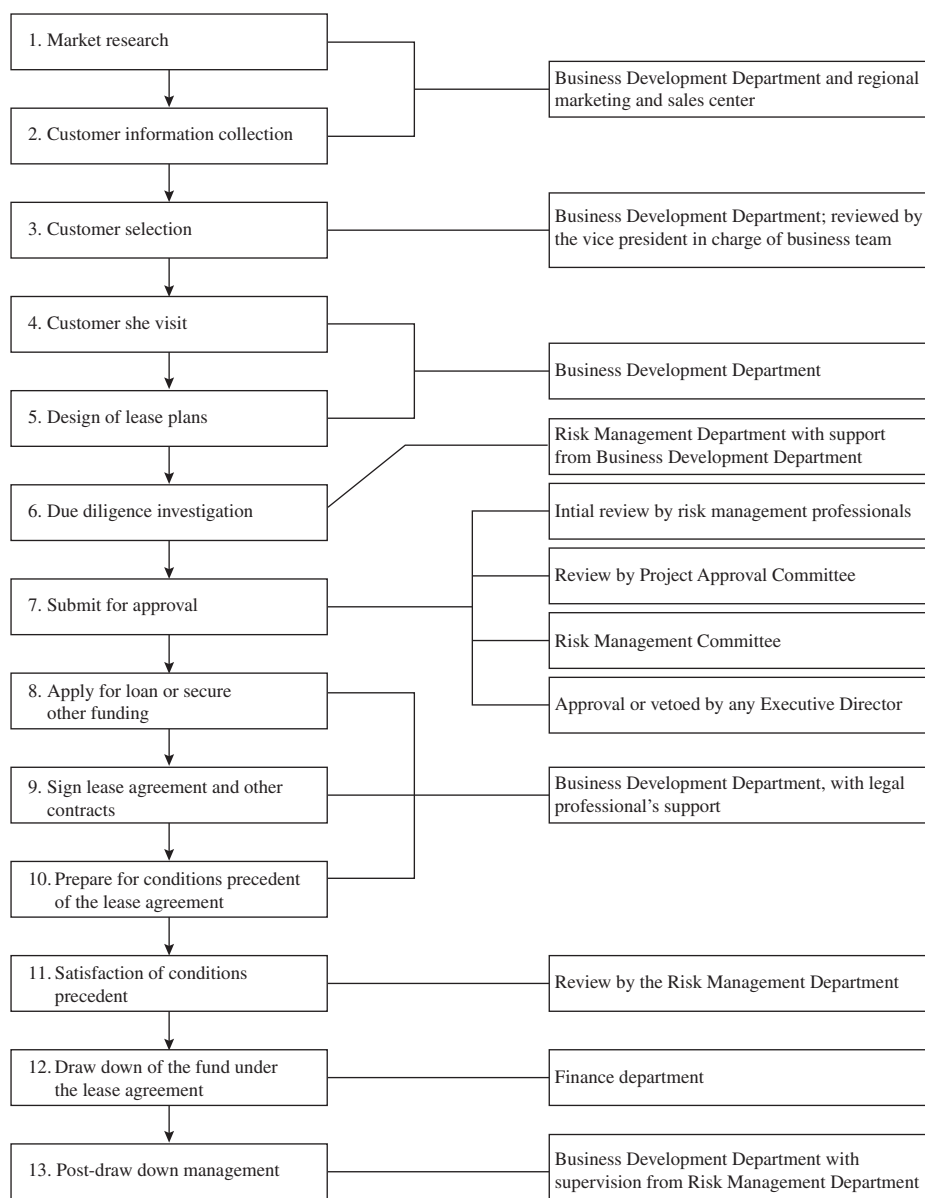 1. Market research
Business Development Department and regional
marketing and sales center
2. Customer information collection
3. Customer selection
Business Development Department; reviewed by
the vice president in charge of business team
4. Customer she visit
Business Development Department
5. Design of lease plans
Risk Management Department with support
from Business Development Department
6. Due diligence investigation
Intial review by risk management professionals
Review by Project Approval Committee
7. Submit for approval
Risk Management Committee
8. Apply for loan or secure
other funding
Approval or vetoed by any Executive Director
9. Sign lease agreement and other
contracts
Business Development Department, with legal
professional's support
10. Prepare for conditions precedent
of the lease agreement
11. Satisfaction of conditions
precedent
Review by the Risk Management Department
12. Draw down of the fund under
the lease agreement
Finance department
13. Post-draw down management
Business Development Department with
supervision from Risk Management Department